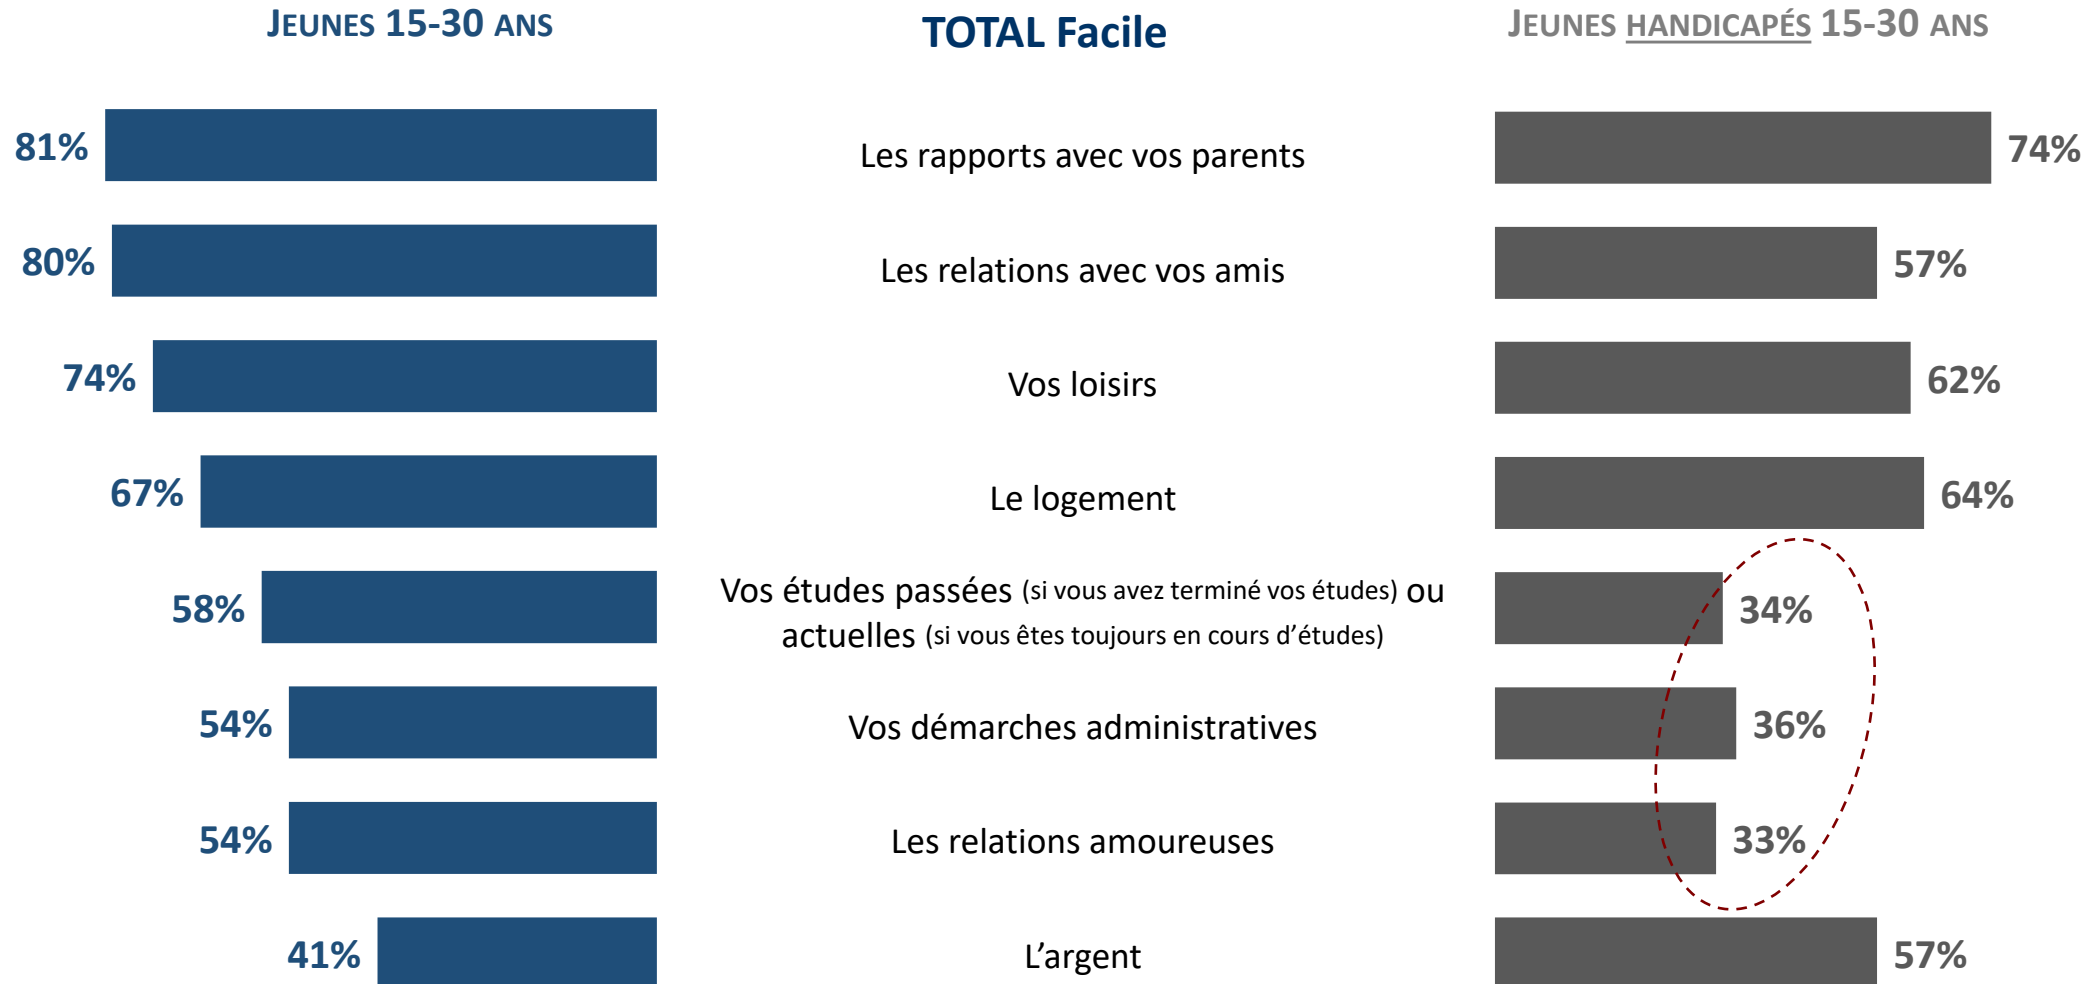 JEUNES 15-30 ANS
TOTAL Facile
JEUNES HANDICAPÉS 15-30 ANS
81%
Les rapports avec vos parents
74%
80%
Les relations avec vos amis
57%
74%
Vos loisirs
62%
67%
Le logement
64%
58%
Vos études passées (si vous avez terminé vos études) ou
actuelles (si vous êtes toujours en cours d’études)
34%
54%
Vos démarches administratives
36%
54%
Les relations amoureuses
33%
41%
L’argent
57%